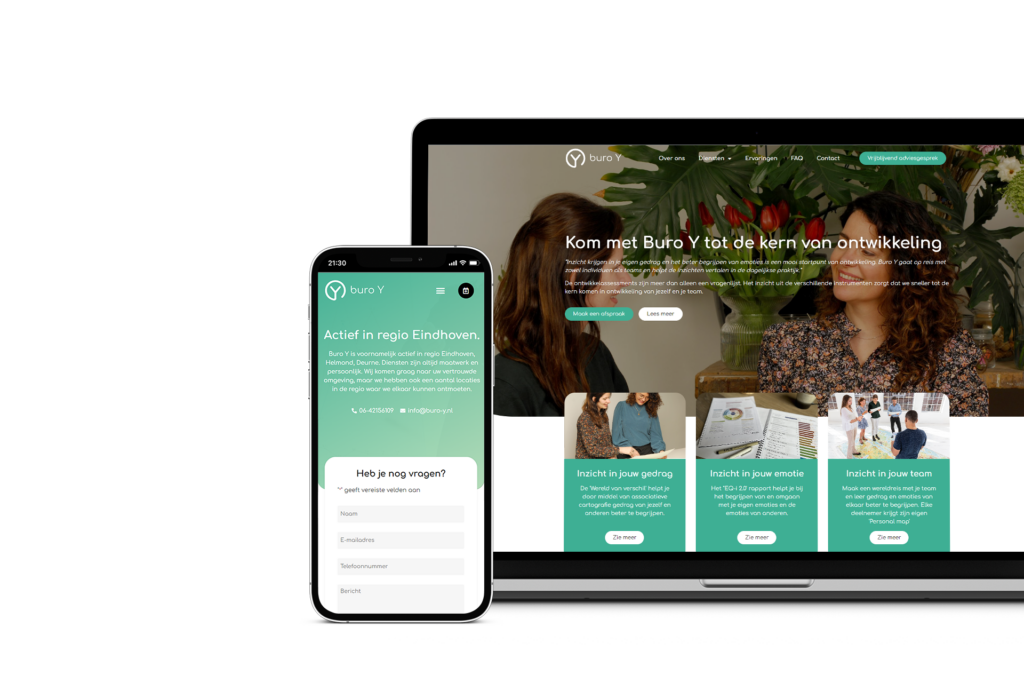 buro Y
Over ons
Diensten
Ervaringen
FAQ
Contact
Vrijblijvend adviesgesprek
Kom met Buro Y tot de kern van ontwikkeling
"Inzicht krijgen in je eigen gedrag en het beter begrijpen van emoties is een mooi startpunt van ontwikkeling. Buro Y gaat op reis met
zowel individuen als teams en helpt de inzichten vertalen in de dagelijkse praktijk."
De ontwikkelassessments zijn meer dan alleen een vragenlijst. Het inzicht uit de verschillende instrumenten zorgt dat we sneller tot de
kern komen in ontwikkeling van jezelf en je team.
Maak een afspraak
Lees meer
Inzicht in jouw gedrag
De 'Wereld van verschil' helpt je
door middel van associatieve
cartografie gedrag van jezelf en
anderen beter te begrijpen.
Zie meer
Inzicht in jouw emotie
Het "EQ-i 2.0' rapport helpt je bij
het begrijpen van en omgaan
met je eigen emoties en de
emoties van anderen.
Zie meer
Inzicht in jouw team
Maak een wereldreis met je team
en leer gedrag en emoties van
elkaar beter te begrijpen. Elke
deelnemer krijgt zijn eigen
'Personal map'
Zie meer
21:30
buro Y
Actief in regio Eindhoven.
Buro Y is voornamelijk actief in regio Eindhoven,
Helmond, Deurne. Diensten zijn altijd maatwerk en
persoonlijk. Wij komen graag naar uw vertrouwde
omgeving, maar we hebben ook een aantal locaties
in de regio waar we elkaar kunnen ontmoeten.
06-42156109 info@buro-y.nl
Heb je nog vragen?
"*" geeft vereiste velden aan
Naam
E-mailadres
Telefoonnummer
Bericht